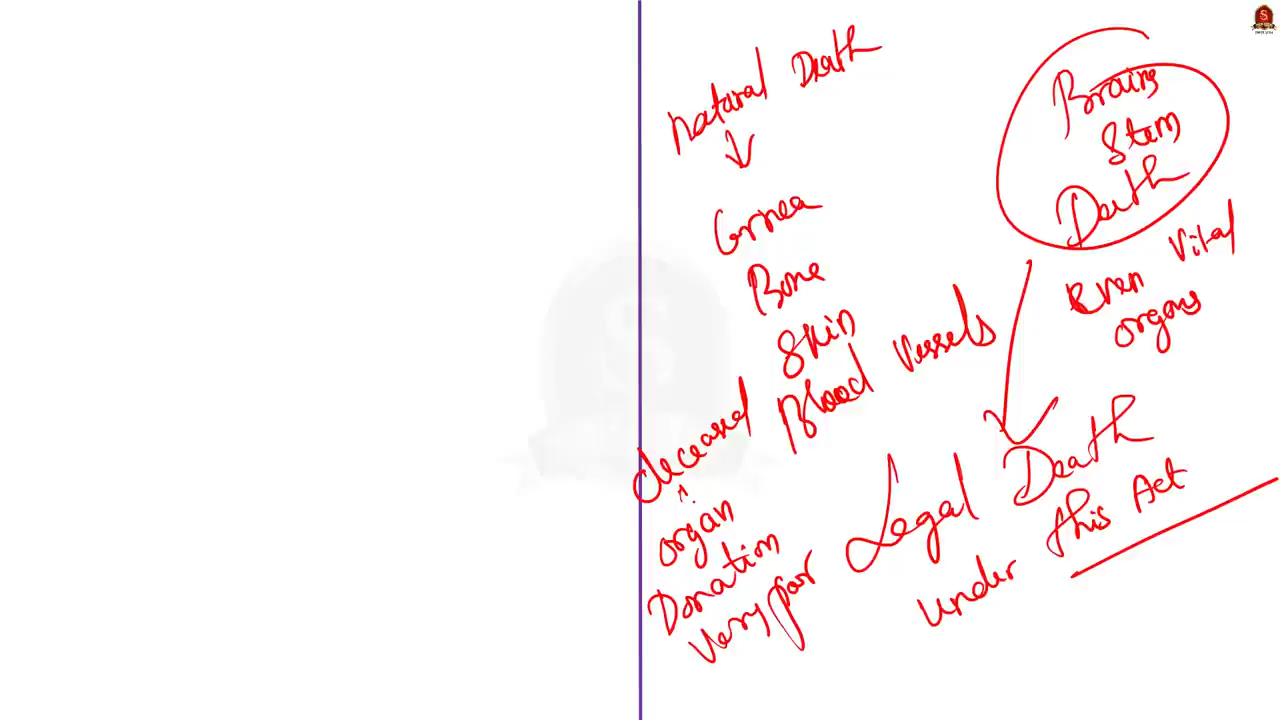 Natural Death
Cornea
Bone
Skin
Blood Vessels
deceased
organ
Donation
Very poor
Brain
Stem
Death
Even Vital
organs
Legal Death
under this Act